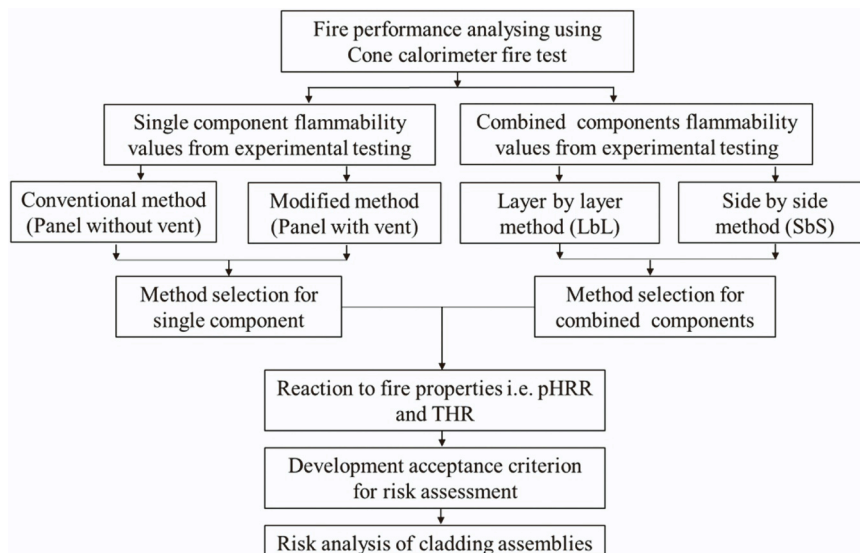 Fire performance analysing using
Cone calorimeter fire test
Single component flammability
values from experimental testing
Combined components flammability
values from experimental testing
Conventional method
(Panel without vent)
Modified method
(Panel with vent)
Layer by layer
method (LbL)
Side by side
method (SbS)
Method selection for
single component
Method selection for
combined components
Reaction to fire properties i.e. pHRR
and THR
Development acceptance criterion
for risk assessment
Risk analysis of cladding assemblies